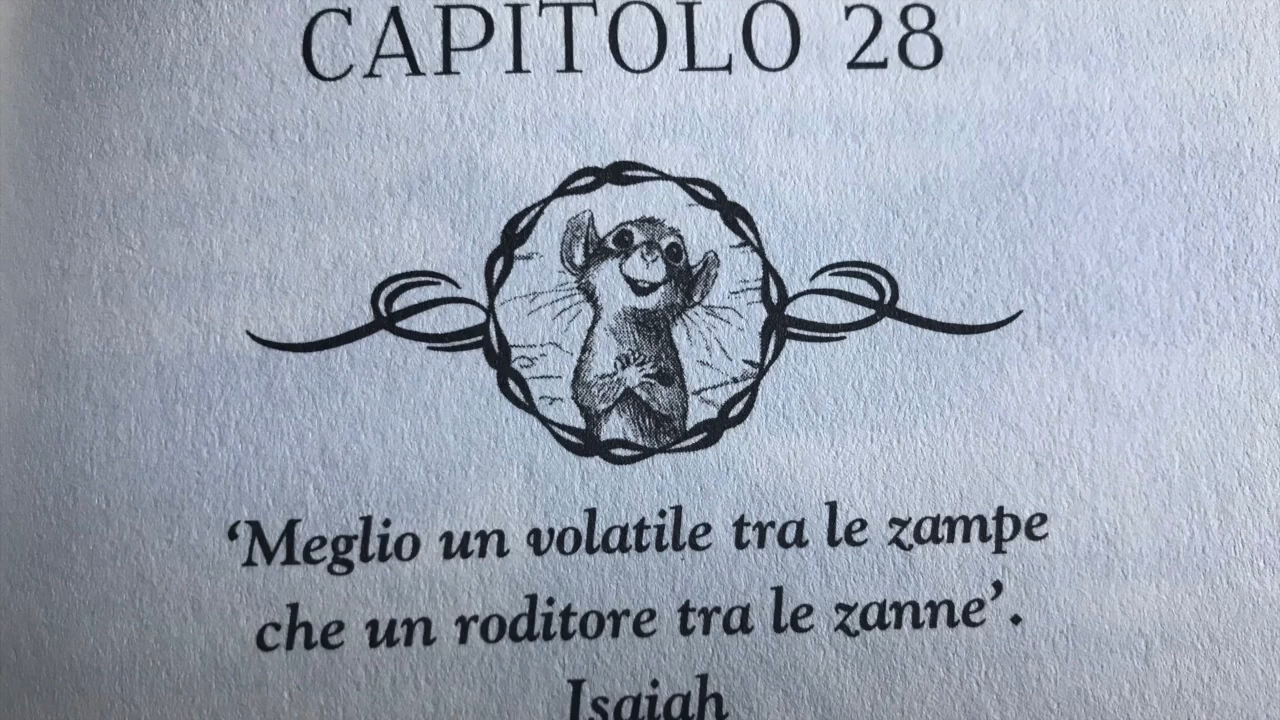 CAPITOLO 28
‘Meglio un volatile tra le zampe
che un roditore tra le zanne’.
Isaiah